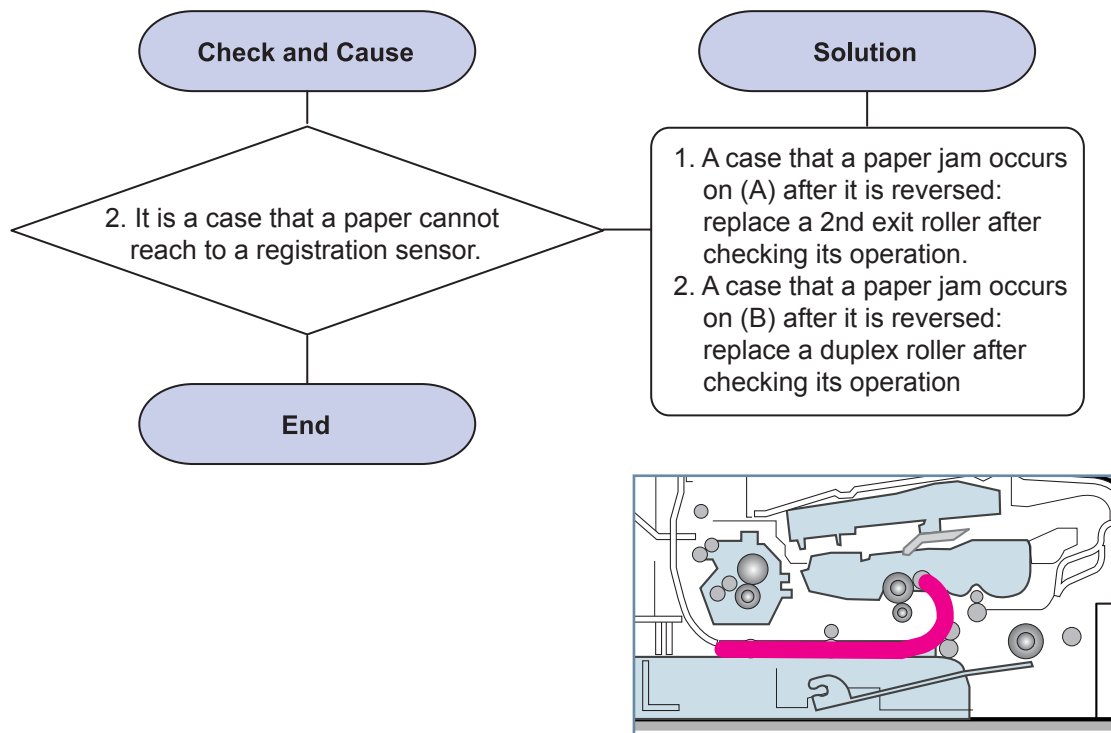 Check and Cause
2. It is a case that a paper cannot
reach to a registration sensor.
End
Solution
1. A case that a paper jam occurs
on (A) after it is reversed:
replace a 2nd exit roller after
checking its operation.
2. A case that a paper jam occurs
on (B) after it is reversed:
replace a duplex roller after
checking its operation